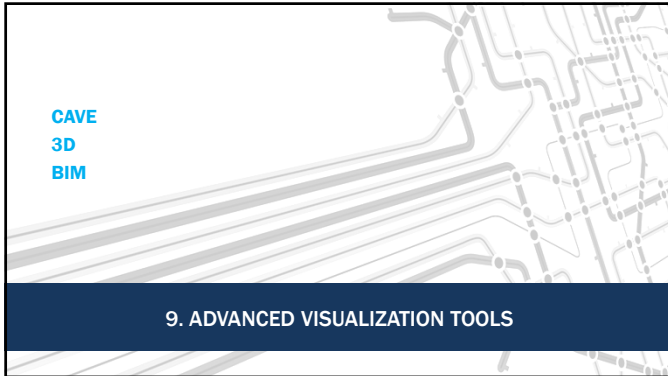 CAVE
3D
BIM
9. ADVANCED VISUALIZATION TOOLS